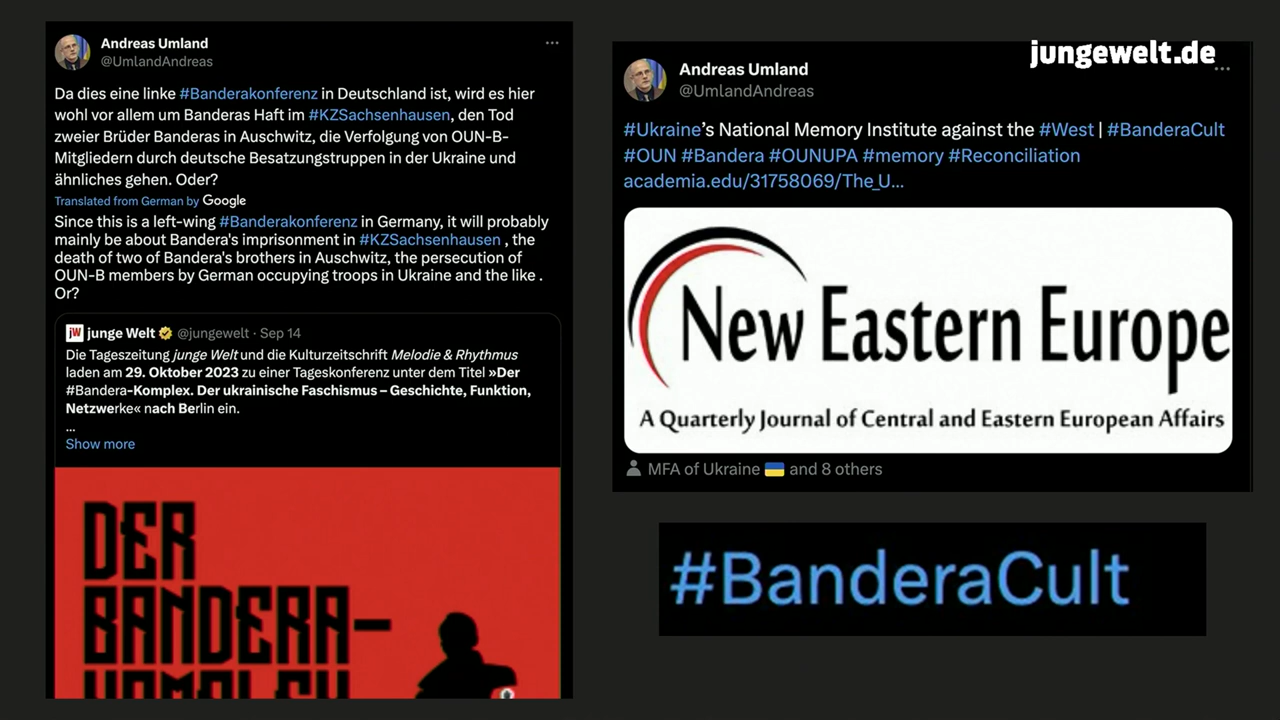 Andreas Umland
@UmlandAndreas
Da dies eine linke #Banderakonferenz in Deutschland ist, wird es hier
wohl vor allem um Banderas Haft im #KZSachsenhausen, den Tod
zweier Brüder Banderas in Auschwitz, die Verfolgung von OUN-B-
Mitgliedern durch deutsche Besatzungstruppen in der Ukraine und
ähnliches gehen. Oder?
Translated from German by Google
Since this is a left-wing #Banderakonferenz in Germany, it will probably
mainly be about Bandera's imprisonment in #KZSachsenhausen , the
death of two of Bandera's brothers in Auschwitz, the persecution of
OUN-B members by German occupying troops in Ukraine and the like .
Or?
jW junge Welt @jungewelt · Sep 14
Die Tageszeitung junge Welt und die Kulturzeitschrift Melodie & Rhythmus
laden am 29. Oktober 2023 zu einer Tageskonferenz unter dem Titel »Der
#Bandera-Komplex. Der ukrainische Faschismus – Geschichte, Funktion,
Netzwerke« nach Berlin ein.
...
Show more
DER
BANDERA-
KOMPLEX
jungewelt.de
Andreas Umland
@UmlandAndreas
#Ukraine's National Memory Institute against the #West | #BanderaCult
#OUN #Bandera #OUNUPA #memory #Reconciliation
academia.edu/31758069/The_U...
New Eastern Europe
A Quarterly Journal of Central and Eastern European Affairs
MFA of Ukraine 🇺🇦 and 8 others
#BanderaCult